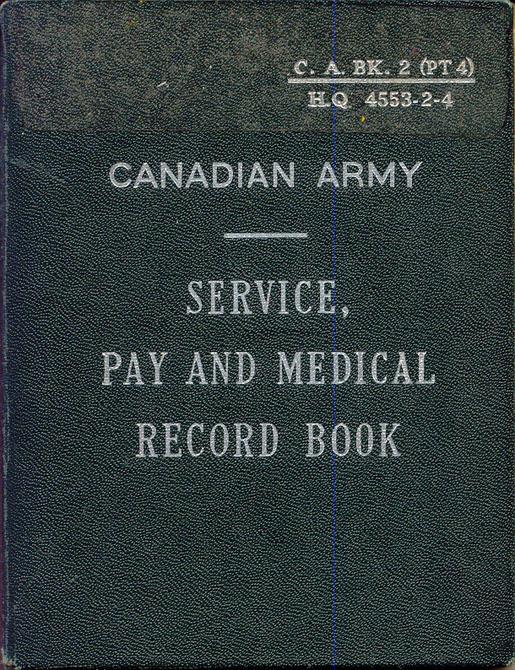 C. A. BK. 2 (PT 4)
H.Q 4553-2-4
CANADIAN ARMY
SERVICE,
PAY AND MEDICAL
RECORD BOOK